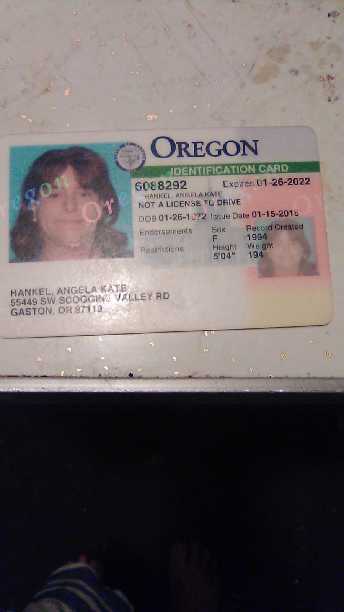 OREGON
IDENTIFICATION CARD
6088292 Expires 01-26-2022
HANKEL, ANGELA KATE
NOT A LICENSE TO DRIVE
DOB 01-26-1972 Issue Date 01-15-2015
Endorsements Sex Record Created
F 1994
Restrictions Height Weight
5'04" 194
Oregon
Ore
HANKEL, ANGELA KATE
55449 SW SCOGGINS VALLEY RD
GASTON, OR 97119